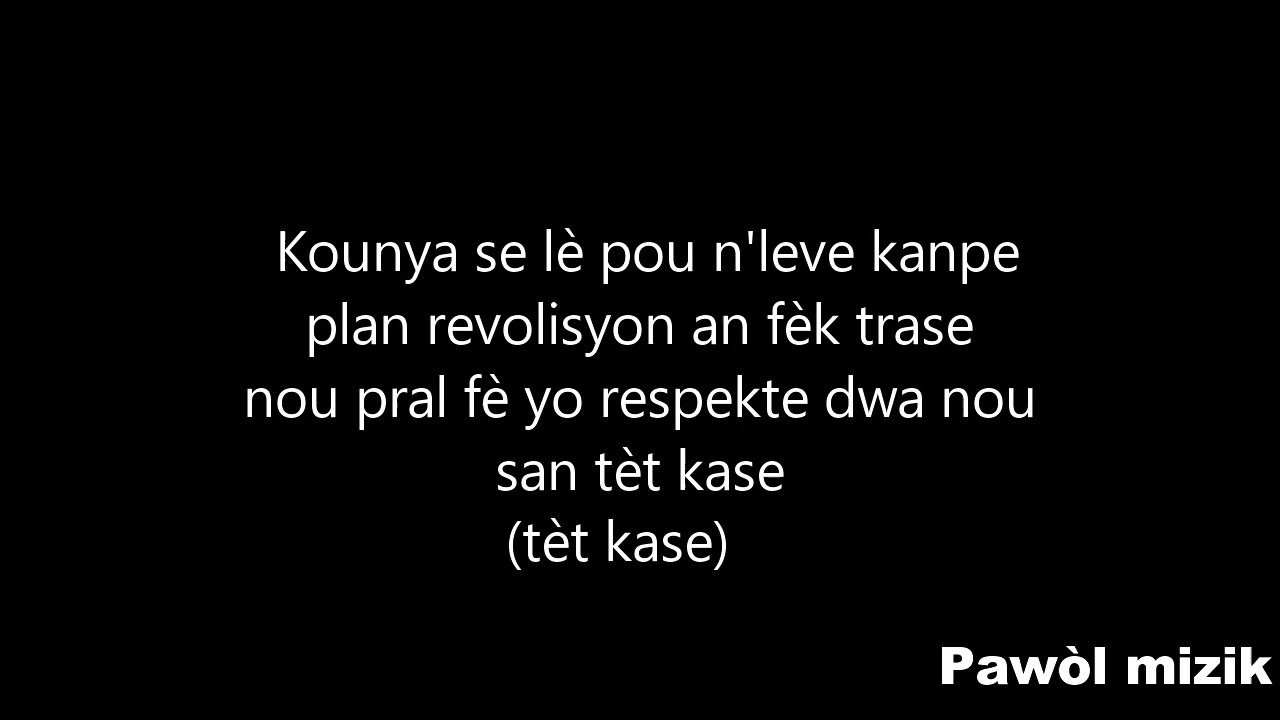 Kounya se lè pou n'leve kanpe
plan revolisyon an fèk trase
nou pral fè yo respekte dwa nou
san tèt kase
(tèt kase)
Pawòl mizik